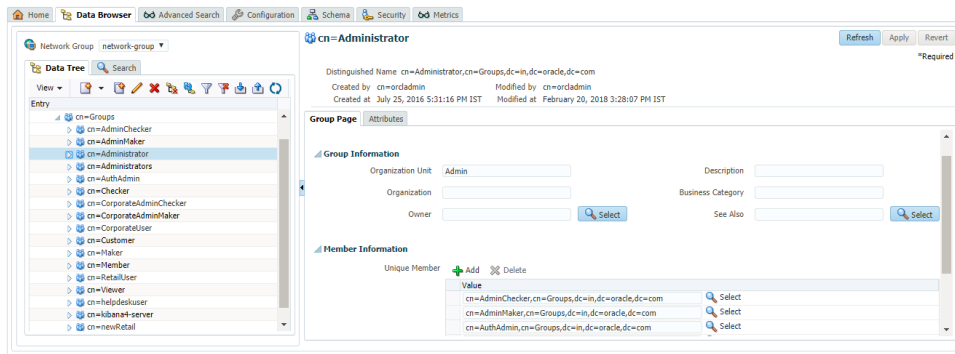 Home Data Browser Advanced Search Configuration Schema Security Metrics
Network Group network-group
Data Tree Search
View
Entry
cn=Groups
cn=AdminChecker
cn=AdminMaker
cn=Administrator
cn=Administrators
cn=AuthAdmin
cn=Checker
cn=CorporateAdminChecker
cn=CorporateAdminMaker
cn=CorporateUser
cn=Customer
cn=Maker
cn=Member
cn=RetailUser
cn=Viewer
cn=helpdeskuser
cn=kibana4-server
cn=newRetail
cn=Administrator
Refresh Apply Revert
*Required
Distinguished Name cn=Administrator,cn=Groups,dc=in,dc=oracle,dc=com
Created by cn=orcladmin Modified by cn=orcladmin
Created at July 25, 2016 5:31:16 PM IST Modified at February 20, 2018 3:28:07 PM IST
Group Page Attributes
Group Information
Organization Unit Admin Description
Organization Business Category
Owner Select See Also Select
Member Information
Unique Member Add Delete
Value
cn=AdminChecker,cn=Groups,dc=in,dc=oracle,dc=com Select
cn=AdminMaker,cn=Groups,dc=in,dc=oracle,dc=com Select
cn=AuthAdmin,cn=Groups,dc=in,dc=oracle,dc=com Select